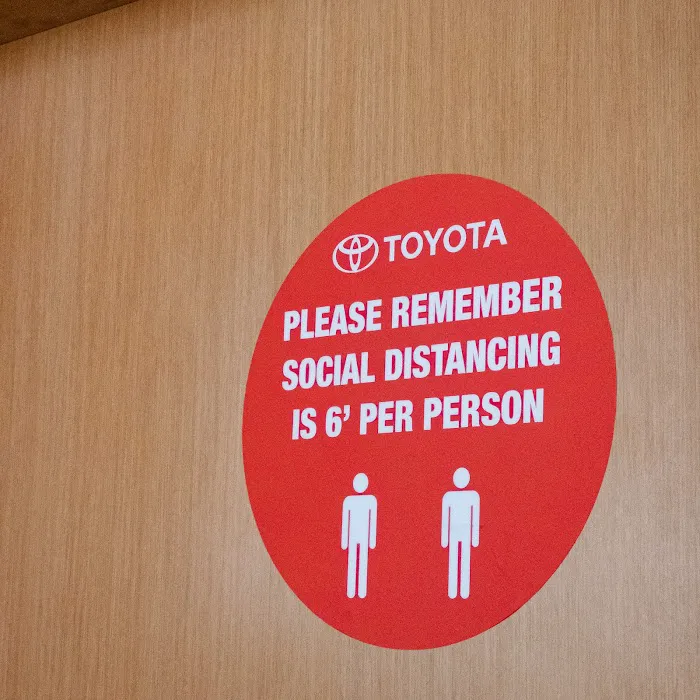 TOYOTA
PLEASE REMEMBER
SOCIAL DISTANCING
IS 6' PER PERSON